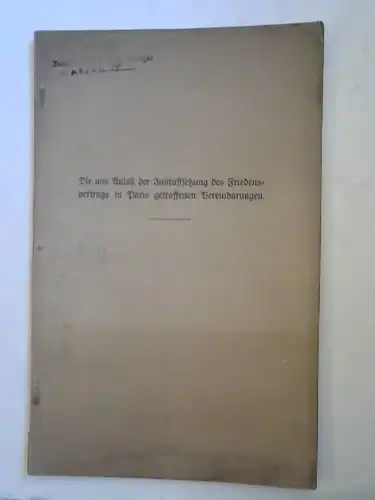 Die aus Anlaß der Inkraftsetzung des Friedens-
vertrags in Paris getroffenen Vereinbarungen.